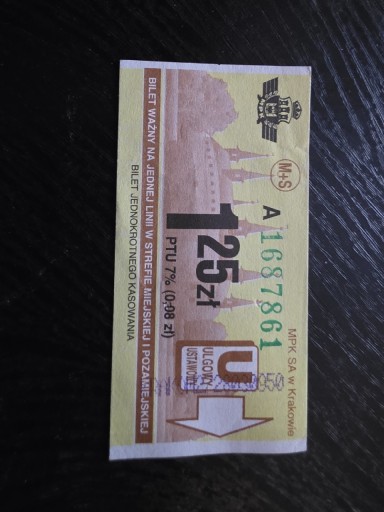 BILET WAŻNY NA JEDNEJ LINII W STREFIE MIEJSKIEJ I POZAMIEJSKIEJ
BILET JEDNOKROTNEGO KASOWANIA
M+S
A 1687861
1 25 zł
PTU 7% (0,08 zł)
MPK SA w Krakowie
U
ULGOWY
USTAWOWY